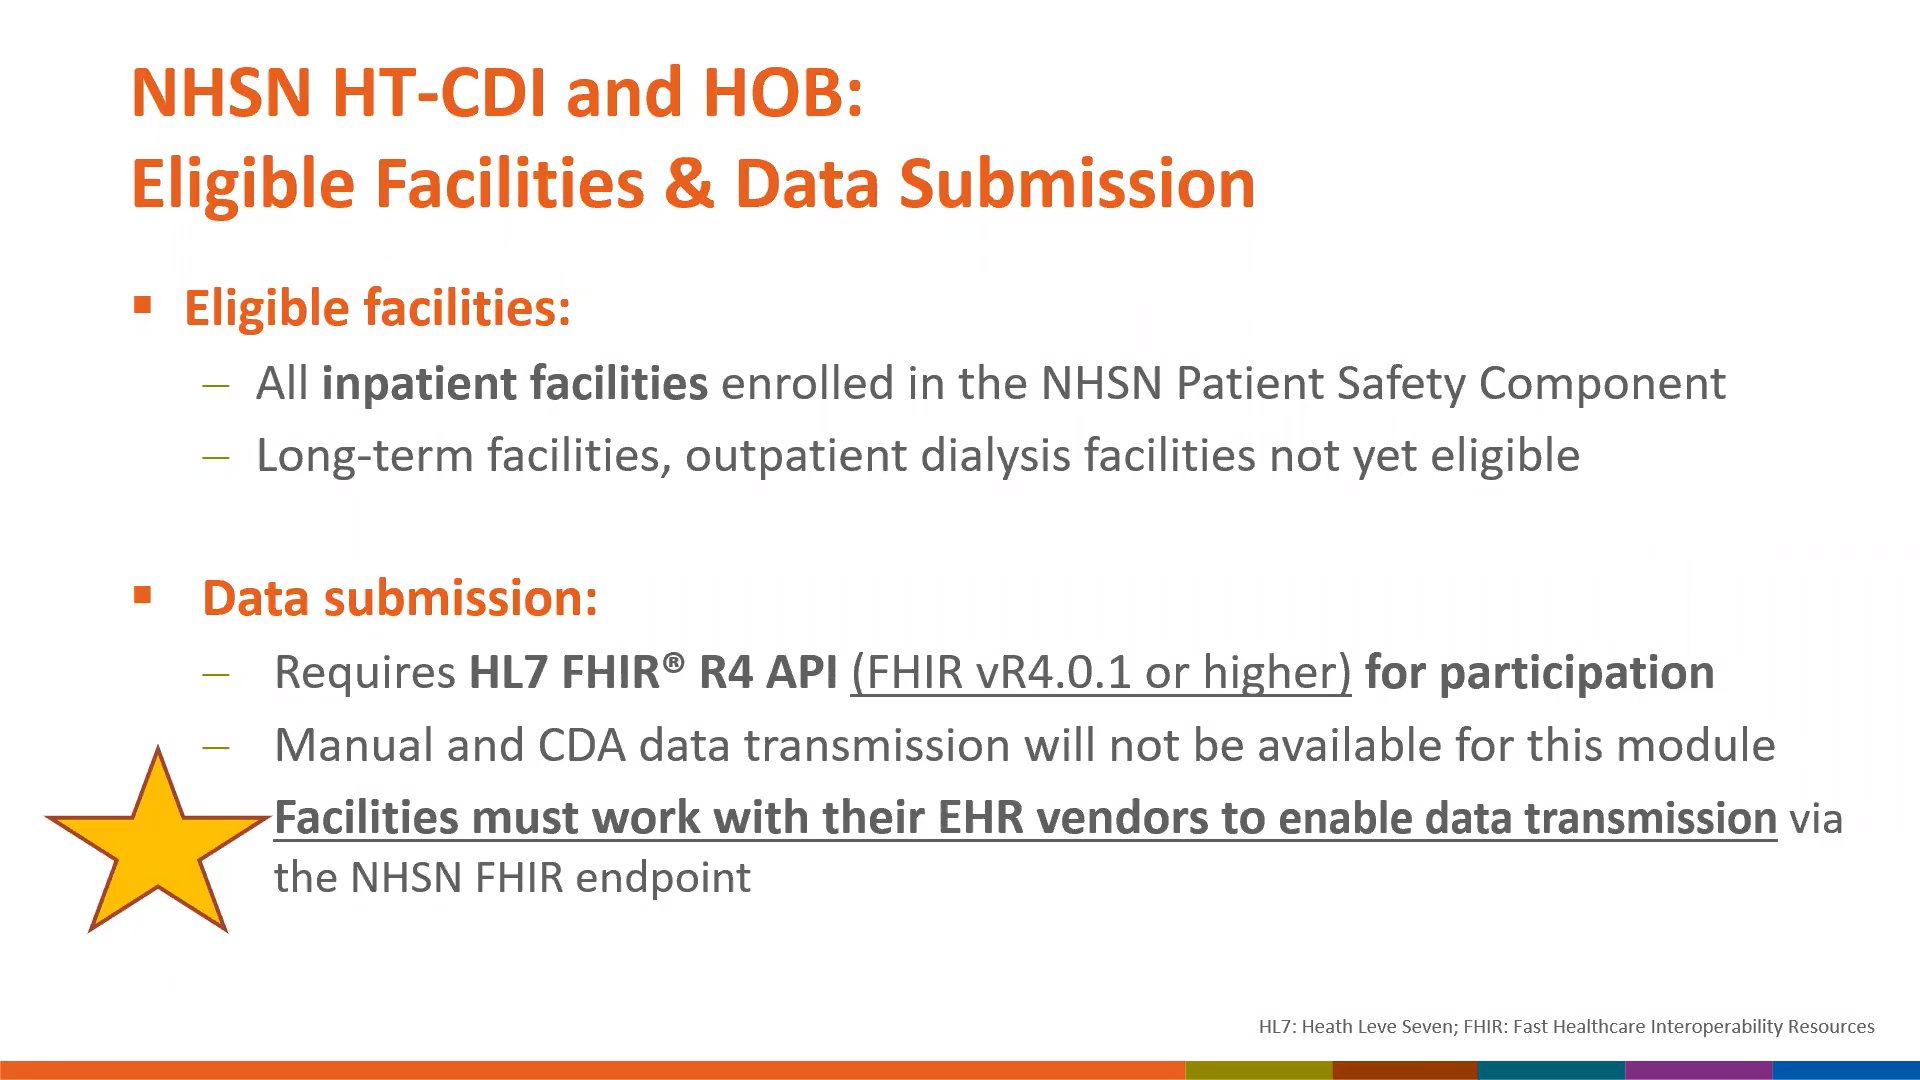 NHSN HT-CDI and HOB:
Eligible Facilities & Data Submission
▪ Eligible facilities:
– All inpatient facilities enrolled in the NHSN Patient Safety Component
– Long-term facilities, outpatient dialysis facilities not yet eligible
▪ Data submission:
– Requires HL7 FHIR® R4 API (FHIR vR4.0.1 or higher) for participation
– Manual and CDA data transmission will not be available for this module
Facilities must work with their EHR vendors to enable data transmission via
the NHSN FHIR endpoint
HL7: Heath Leve Seven; FHIR: Fast Healthcare Interoperability Resources